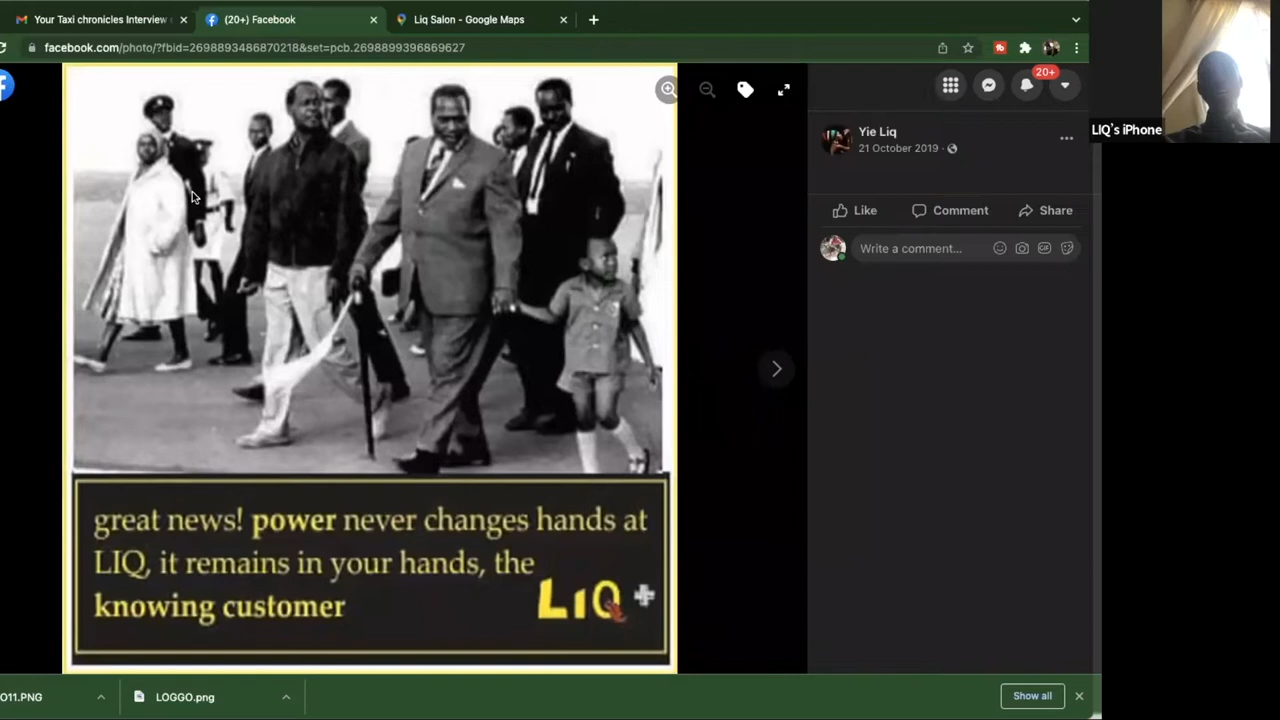 Your Taxi chronicles Interview
(20+) Facebook
Liq Salon - Google Maps
facebook.com/photo/?fbid=2698893486870218&set=pcb.2698899396869627
20+
LIQ's iPhone
Yie Liq
21 October 2019 ·
Like
Comment
Share
Write a comment...
GIF
great news! power never changes hands at
LIQ, it remains in your hands, the
knowing customer
LIQ +
O11.PNG
LOGGO.png
Show all